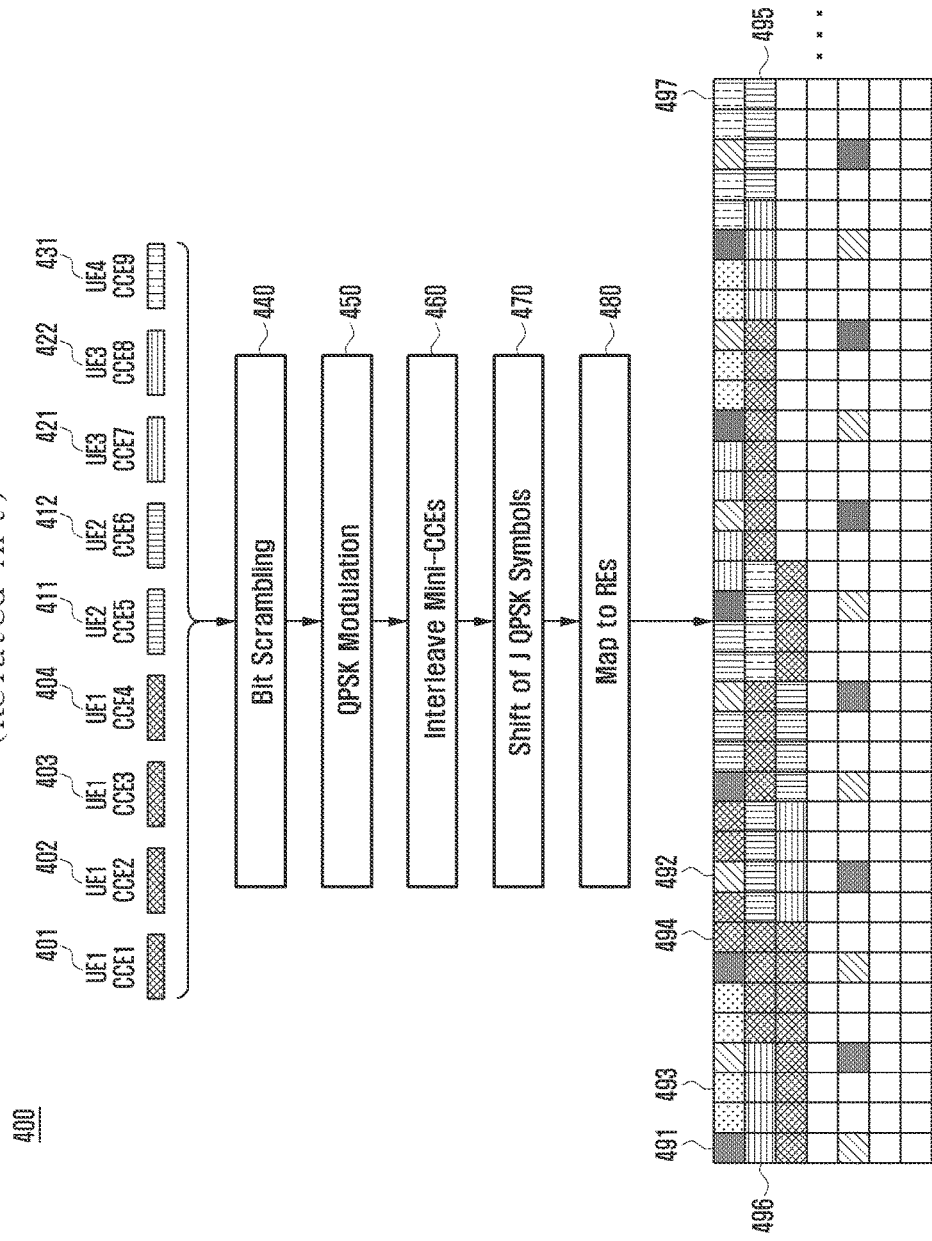 (Related Art)
400
401
UE1
CCE1
402
UE1
CCE2
403
UE1
CCE3
404
UE1
CCE4
411
UE2
CCE5
412
UE2
CCE6
421
UE3
CCE7
422
UE3
CCE8
431
UE4
CCE9
Bit Scrambling
440
QPSK Modulation
450
Interleave Mini-CCEs
460
Shift of J QPSK Symbols
470
Map to REs
480
491
493
494
492
497
496
495